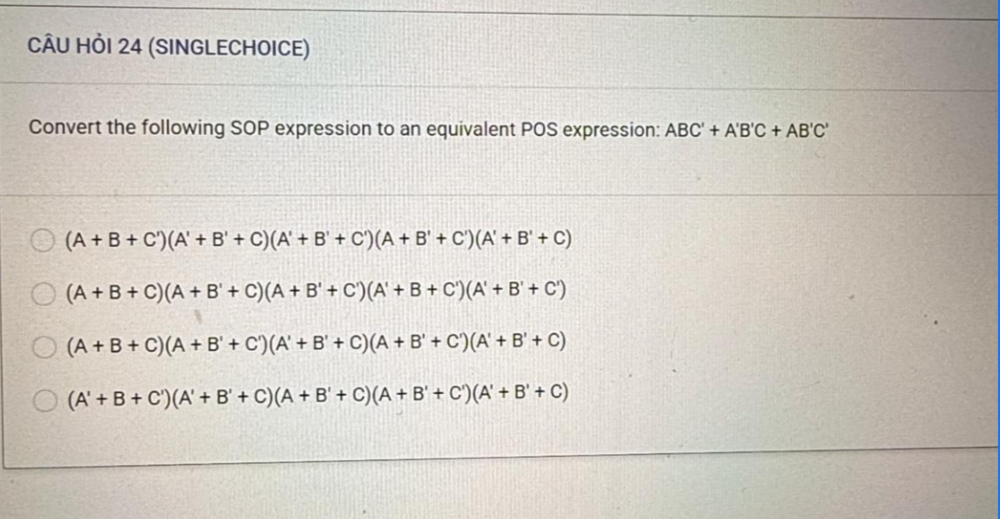 CÂU HỎI 24 (SINGLECHOICE)
Convert the following SOP expression to an equivalent POS expression: ABC' + A'B'C + AB'C'
(A + B + C')(A' + B' + C)(A' + B' + C')(A + B' + C')(A' + B' + C)
(A + B + C)(A + B' + C)(A + B' + C')(A' + B + C')(A' + B' + C')
(A + B + C)(A + B' + C')(A' + B' + C)(A + B' + C')(A' + B' + C)
(A' + B + C')(A' + B' + C)(A + B' + C)(A + B' + C')(A' + B' + C)